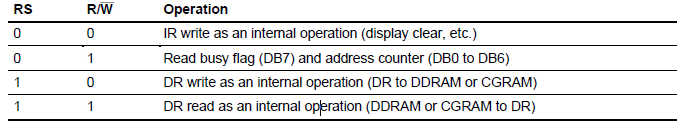 RS R/W̅ Operation
0 0 IR write as an internal operation (display clear, etc.)
0 1 Read busy flag (DB7) and address counter (DB0 to DB6)
1 0 DR write as an internal operation (DR to DDRAM or CGRAM)
1 1 DR read as an internal operation (DDRAM or CGRAM to DR)